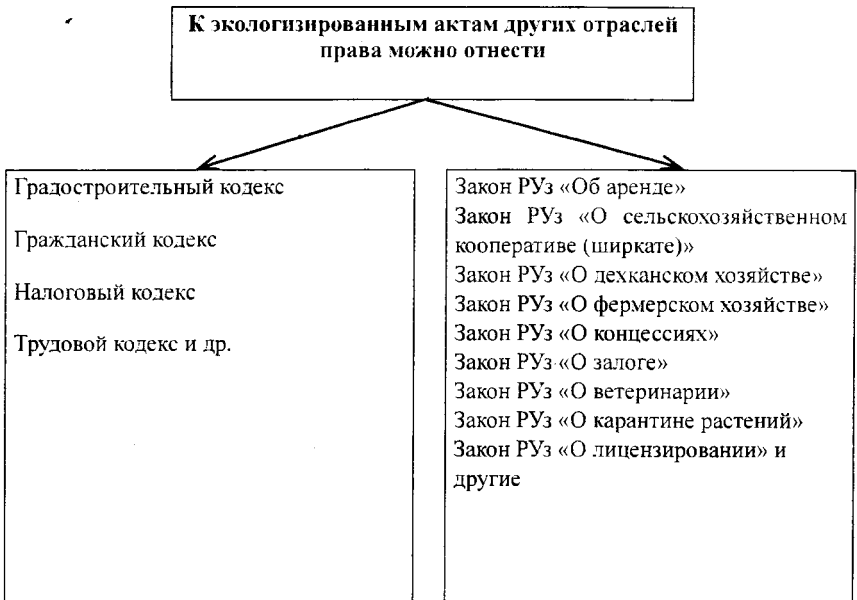 К экологизированным актам других отраслей
права можно отнести
Градостроительный кодекс
Гражданский кодекс
Налоговый кодекс
Трудовой кодекс и др.
Закон РУз «Об аренде»
Закон РУз «О сельскохозяйственном
кооперативе (ширкате)»
Закон РУз «О дехканском хозяйстве»
Закон РУз «О фермерском хозяйстве»
Закон РУз «О концессиях»
Закон РУз «О залоге»
Закон РУз «О ветеринарии»
Закон РУз «О карантине растений»
Закон РУз «О лицензировании» и
другие